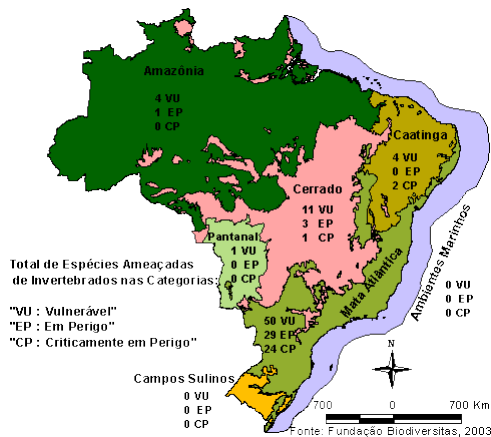 Amazônia
4 VU
1 EP
0 CP
Caatinga
4 VU
0 EP
2 CP
Cerrado
11 VU
3 EP
1 CP
Pantanal
1 VU
0 EP
0 CP
Total de Espécies Ameaçadas
de Invertebrados nas Categorias:
"VU : Vulnerável"
"EP : Em Perigo"
"CP : Criticamente em Perigo"
Mata Atlântica
50 VU
29 EP
24 CP
Ambientes Marinhos
0 VU
0 EP
0 CP
Campos Sulinos
0 VU
0 EP
0 CP
N
700 0 700 Km
Fonte: Fundação Biodiversitas, 2003